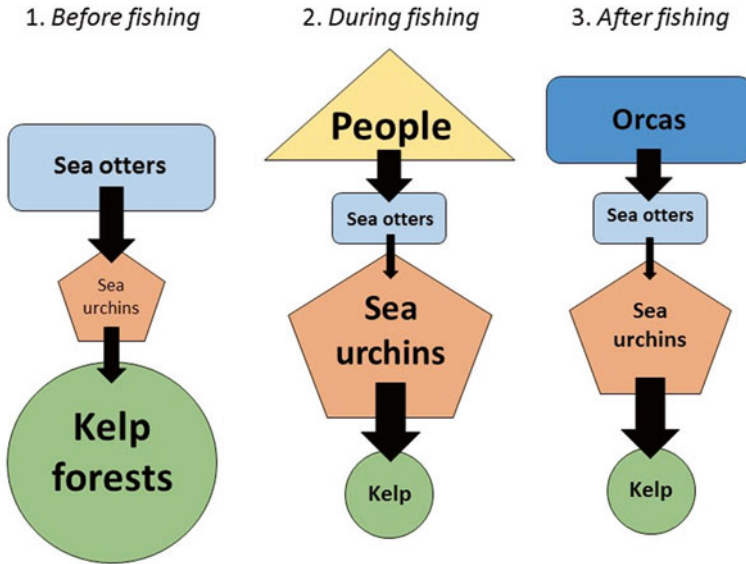 1. Before fishing
Sea otters
Sea
urchins
Kelp
forests
2. During fishing
People
Sea otters
Sea
urchins
Kelp
3. After fishing
Orcas
Sea otters
Sea
urchins
Kelp